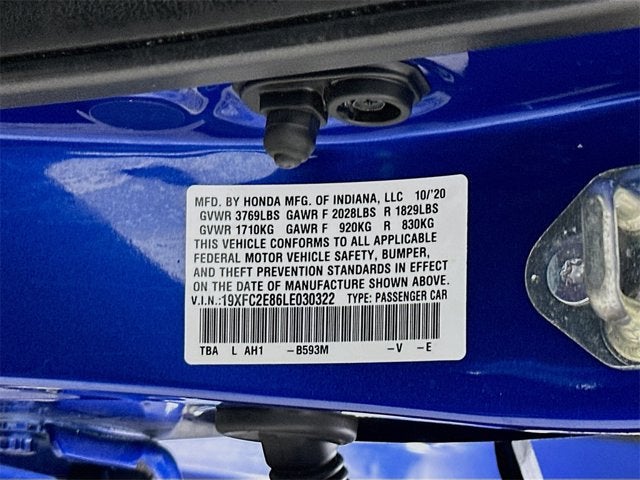 MFD. BY HONDA MFG. OF INDIANA, LLC 10/'20
GVWR 3769LBS GAWR F 2028LBS R 1829LBS
GVWR 1710KG GAWR F 920KG R 830KG
THIS VEHICLE CONFORMS TO ALL APPLICABLE
FEDERAL MOTOR VEHICLE SAFETY, BUMPER,
AND THEFT PREVENTION STANDARDS IN EFFECT
ON THE DATE OF MANUFACTURE SHOWN ABOVE.
V.I.N.:19XFC2E86LE030322 TYPE: PASSENGER CAR
TBA L AH1 -B593M -V -E